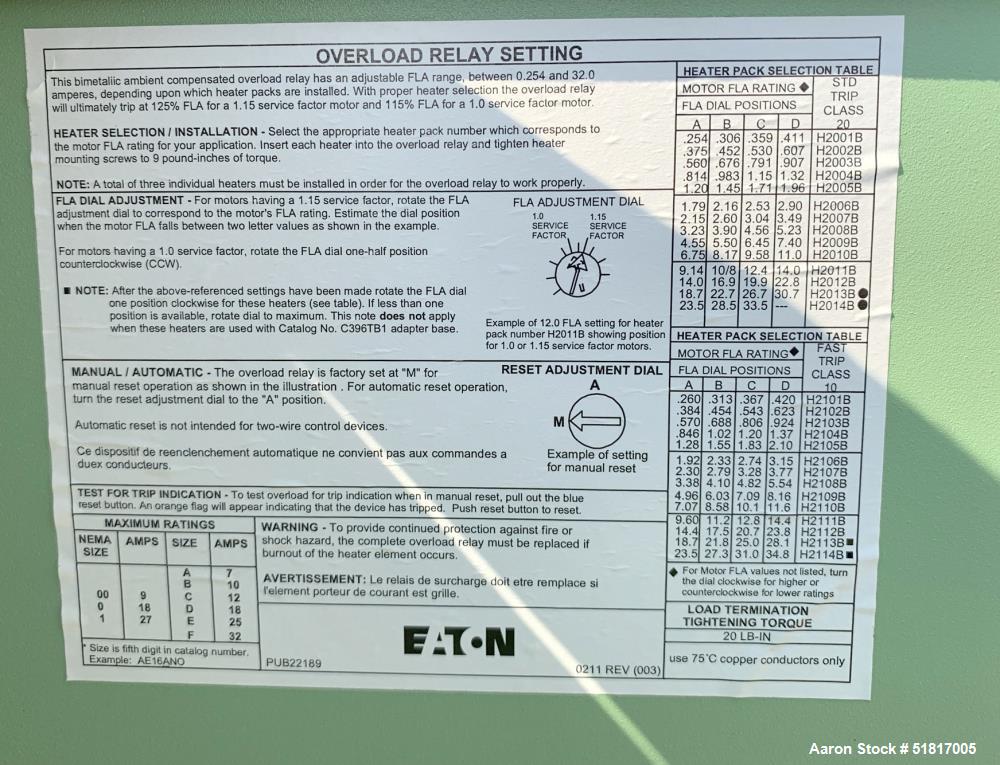 OVERLOAD RELAY SETTING
This bimetaliic ambient compensated overload relay has an adjustable FLA range, between 0.254 and 32.0
amperes, depending upon which heater packs are installed. With proper heater selection the overload relay
will ultimately trip at 125% FLA for a 1.15 service factor motor and 115% FLA for a 1.0 service factor motor.
HEATER SELECTION / INSTALLATION - Select the appropriate heater pack number which corresponds to
the motor FLA rating for your application. Insert each heater into the overload relay and tighten heater
mounting screws to 9 pound-inches of torque.
NOTE: A total of three individual heaters must be installed in order for the overload relay to work properly.
FLA DIAL ADJUSTMENT - For motors having a 1.15 service factor, rotate the FLA
adjustment dial to correspond to the motor's FLA rating. Estimate the dial position
when the motor FLA falls between two letter values as shown in the example.
For motors having a 1.0 service factor, rotate the FLA dial one-half position
counterclockwise (CCW).
■ NOTE: After the above-referenced settings have been made rotate the FLA dial
one position clockwise for these heaters (see table). If less than one
position is available, rotate dial to maximum. This note does not apply
when these heaters are used with Catalog No. C396TB1 adapter base.
FLA ADJUSTMENT DIAL
1.0 1.15
SERVICE SERVICE
FACTOR FACTOR
Example of 12.0 FLA setting for heater
pack number H2011B showing position
for 1.0 or 1.15 service factor motors.
MANUAL / AUTOMATIC - The overload relay is factory set at "M" for
manual reset operation as shown in the illustration . For automatic reset operation,
turn the reset adjustment dial to the "A" position.
Automatic reset is not intended for two-wire control devices.
Ce dispositif de reenclenchement automatique ne convient pas aux commandes a
duex conducteurs.
RESET ADJUSTMENT DIAL
A
M
Example of setting
for manual reset
TEST FOR TRIP INDICATION - To test overload for trip indication when in manual reset, pull out the blue
reset button. An orange flag will appear indicating that the device has tripped. Push reset button to reset.
MAXIMUM RATINGS
NEMA SIZE AMPS SIZE AMPS
A 7
B 10
00 9 C 12
0 18 D 18
1 27 E 25
F 32
* Size is fifth digit in catalog number.
Example: AE16ANO
WARNING - To provide continued protection against fire or
shock hazard, the complete overload relay must be replaced if
burnout of the heater element occurs.
AVERTISSEMENT: Le relais de surcharge doit etre replace si
l'element porteur de courant est grille.
EATON
PUB22189
0211 REV (003)
HEATER PACK SELECTION TABLE
MOTOR FLA RATING ◆ STD
FLA DIAL POSITIONS TRIP CLASS
A B C D 20
.254 .306 .359 .411 H2001B
.375 .452 .530 .607 H2002B
.560 .676 .791 .907 H2003B
.814 .983 1.15 1.32 H2004B
1.20 1.45 1.71 1.96 H2005B
1.79 2.16 2.53 2.90 H2006B
2.15 2.60 3.04 3.49 H2007B
3.23 3.90 4.56 5.23 H2008B
4.55 5.50 6.45 7.40 H2009B
6.75 8.17 9.58 11.0 H2010B
9.14 10/8 12.4 14.0 H2011B
14.0 16.9 19.9 22.8 H2012B
18.7 22.7 26.7 30.7 H2013B ●
23.5 28.5 33.5 --- H2014B ●
HEATER PACK SELECTION TABLE
MOTOR FLA RATING ◆ FAST
FLA DIAL POSITIONS TRIP CLASS
A B C D 10
.260 .313 .367 .420 H2101B
.384 .454 .543 .623 H2102B
.570 .688 .806 .924 H2103B
.846 1.02 1.20 1.37 H2104B
1.28 1.55 1.83 2.10 H2105B
1.92 2.33 2.74 3.15 H2106B
2.30 2.79 3.28 3.77 H2107B
3.38 4.10 4.82 5.54 H2108B
4.96 6.03 7.09 8.16 H2109B
7.07 8.58 10.1 11.6 H2110B
9.60 11.2 12.8 14.4 H2111B
14.4 17.5 20.7 23.8 H2112B
18.7 21.8 25.0 28.1 H2113B ■
23.5 27.3 31.0 34.8 H2114B ■
◆ For Motor FLA values not listed, turn
the dial clockwise for higher or
counterclockwise for lower ratings
LOAD TERMINATION
TIGHTENING TORQUE
20 LB-IN
use 75°C copper conductors only
Aaron Stock # 51817005